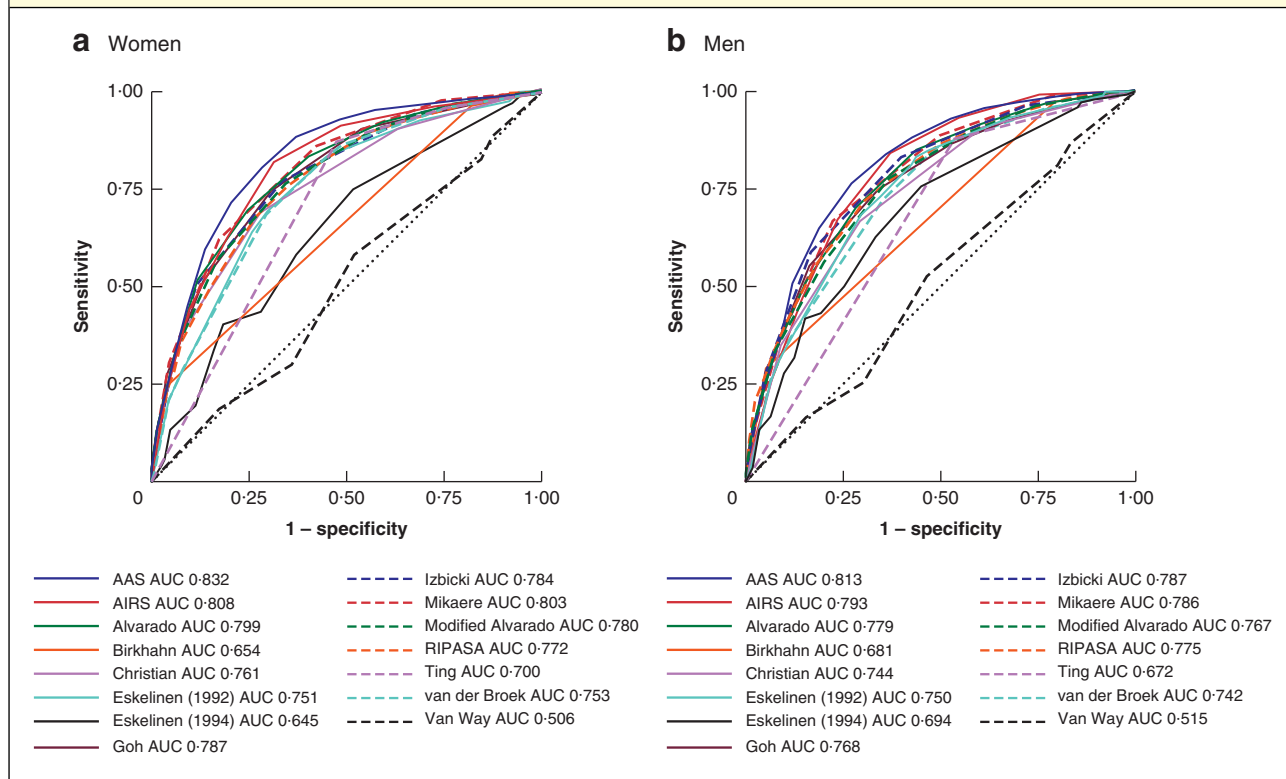 a Women
1·00
0·75
0·50
0·25
0
0·25
0·50
0·75
1·00
Sensitivity
1 – specificity
AAS AUC 0·832
AIRS AUC 0·808
Alvarado AUC 0·799
Birkhahn AUC 0·654
Christian AUC 0·761
Eskelinen (1992) AUC 0·751
Eskelinen (1994) AUC 0·645
Goh AUC 0·787
Izbicki AUC 0·784
Mikaere AUC 0·803
Modified Alvarado AUC 0·780
RIPASA AUC 0·772
Ting AUC 0·700
van der Broek AUC 0·753
Van Way AUC 0·506
b Men
1·00
0·75
0·50
0·25
0
0·25
0·50
0·75
1·00
Sensitivity
1 – specificity
AAS AUC 0·813
AIRS AUC 0·793
Alvarado AUC 0·779
Birkhahn AUC 0·681
Christian AUC 0·744
Eskelinen (1992) AUC 0·750
Eskelinen (1994) AUC 0·694
Goh AUC 0·768
Izbicki AUC 0·787
Mikaere AUC 0·786
Modified Alvarado AUC 0·767
RIPASA AUC 0·775
Ting AUC 0·672
van der Broek AUC 0·742
Van Way AUC 0·515